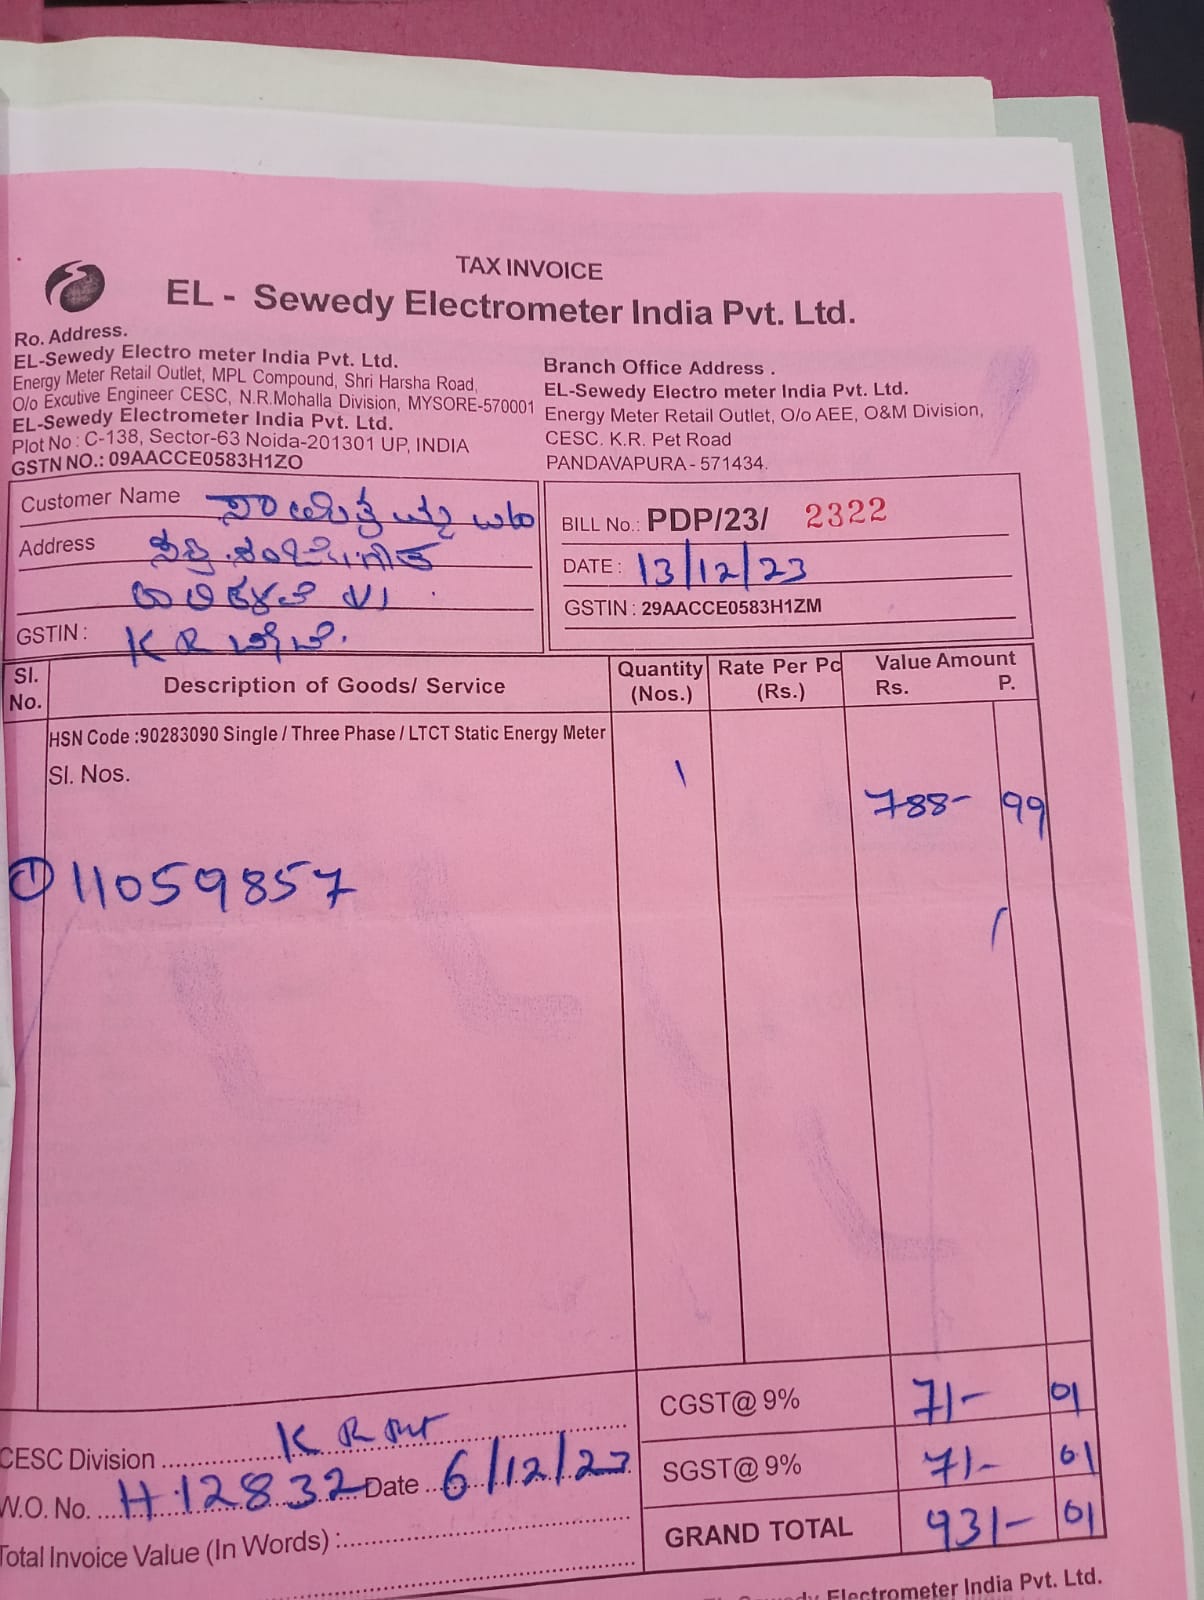 TAX INVOICE
EL - Sewedy Electrometer India Pvt. Ltd.
Ro. Address.
EL-Sewedy Electro meter India Pvt. Ltd.
Energy Meter Retail Outlet, MPL Compound, Shri Harsha Road,
O/o Excutive Engineer CESC, N.R.Mohalla Division, MYSORE-570001
EL-Sewedy Electrometer India Pvt. Ltd.
Plot No : C-138, Sector-63 Noida-201301 UP, INDIA
GSTN NO.: 09AACCE0583H1ZO
Branch Office Address .
EL-Sewedy Electro meter India Pvt. Ltd.
Energy Meter Retail Outlet, O/o AEE, O&M Division,
CESC. K.R. Pet Road
PANDAVAPURA - 571434.
Customer Name
Address
GSTIN : K R
BILL No.: PDP/23/ 2322
DATE : 13/12/23
GSTIN : 29AACCE0583H1ZM
Sl. No. Description of Goods/ Service Quantity (Nos.) Rate Per Pc (Rs.) Value Amount Rs. P.
HSN Code :90283090 Single / Three Phase / LTCT Static Energy Meter
Sl. Nos. 1
788- 99
① 11059857
CGST@ 9% 71- 01
SGST@ 9% 71- 01
GRAND TOTAL 931- 01
CESC Division K R
W.O. No. H12832 Date 6/12/23
Total Invoice Value (In Words) :
Electrometer India Pvt. Ltd.